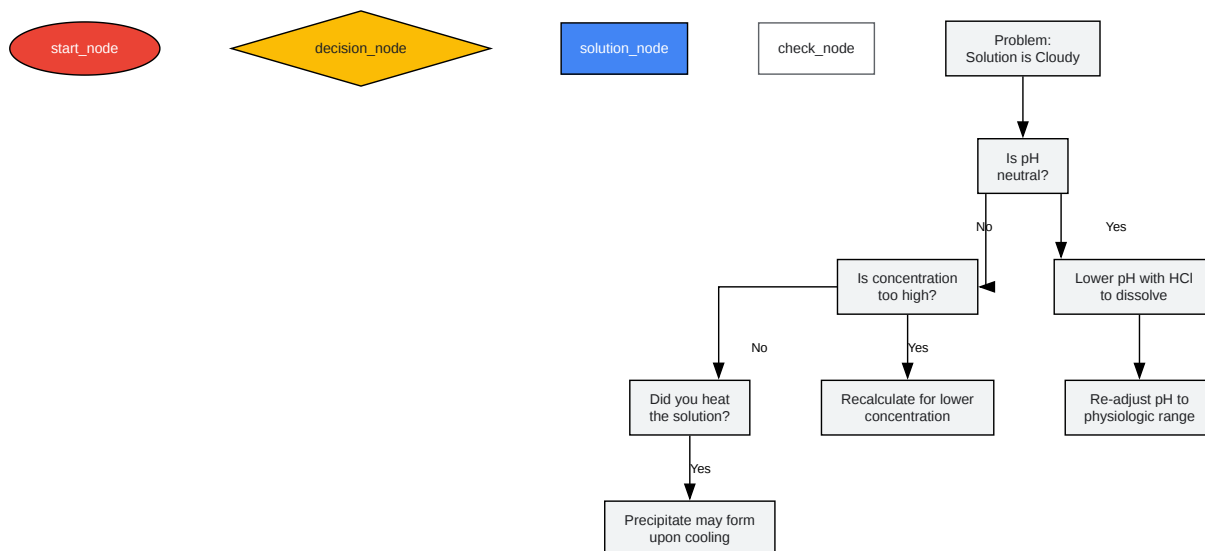 start_node
decision_node
solution_node
check_node
Problem:
Solution is Cloudy
Is pH
neutral?
No
Yes
Is concentration
too high?
Lower pH with HCl
to dissolve
No
Yes
Did you heat
the solution?
Recalculate for lower
concentration
Re-adjust pH to
physiologic range
Yes
Precipitate may form
upon cooling